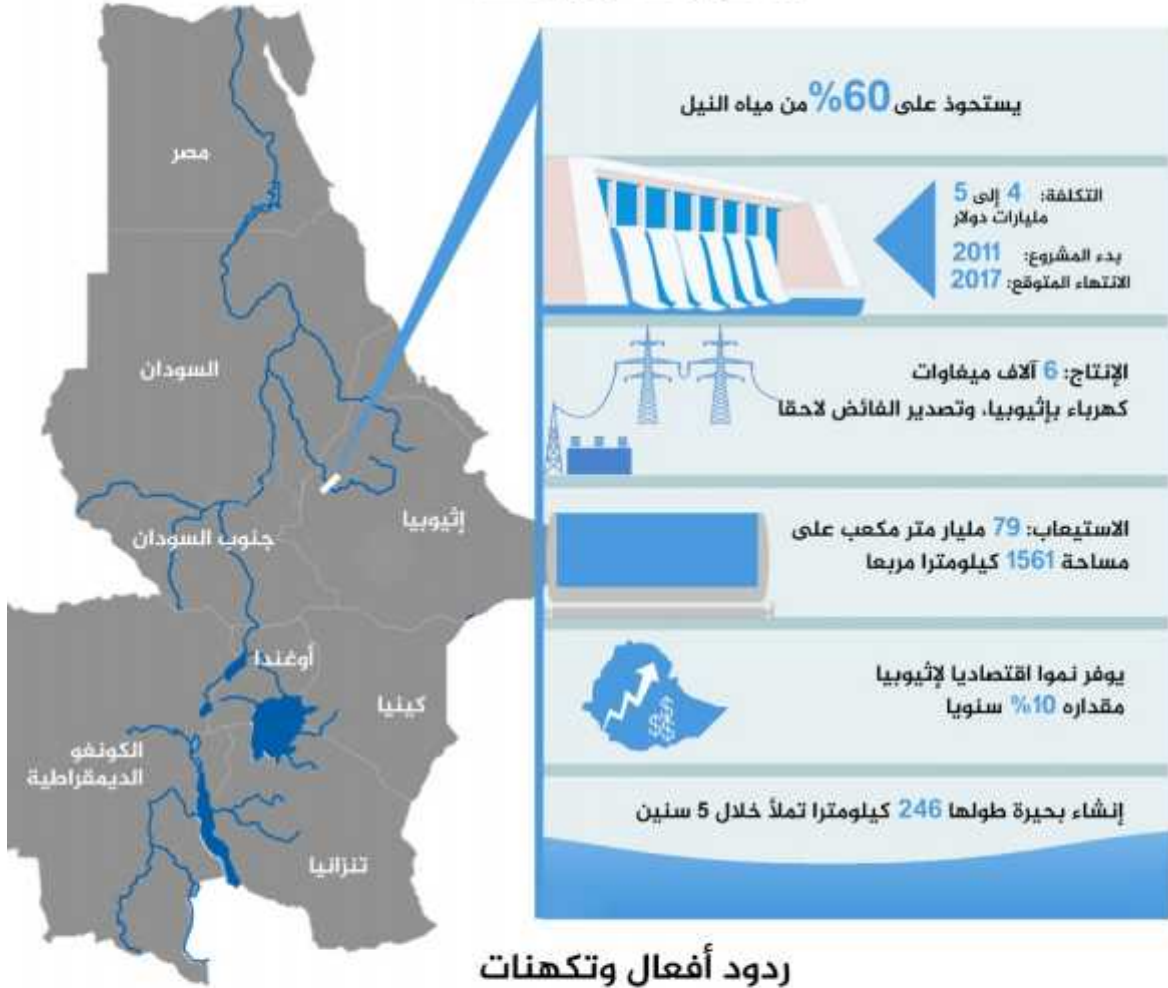 يستحوذ على 60% من مياه النيل
التكلفة: 4 إلى 5
مليارات دولار
بدء المشروع: 2011
الانتهاء المتوقع: 2017
الإنتاج: 6 آلاف ميغاوات
كهرباء بإثيوبيا، وتصدير الفائض لاحقا
الاستيعاب: 79 مليار متر مكعب على
مساحة 1561 كيلومترا مربعا
يوفر نموا اقتصاديا لإثيوبيا
مقداره 10% سنويا
إنشاء بحيرة طولها 246 كيلومترا تملأ خلال 5 سنين
مصر
السودان
إثيوبيا
جنوب السودان
أوغندا
كينيا
الكونغو
الديمقراطية
تنزانيا
ردود أفعال وتكهنات